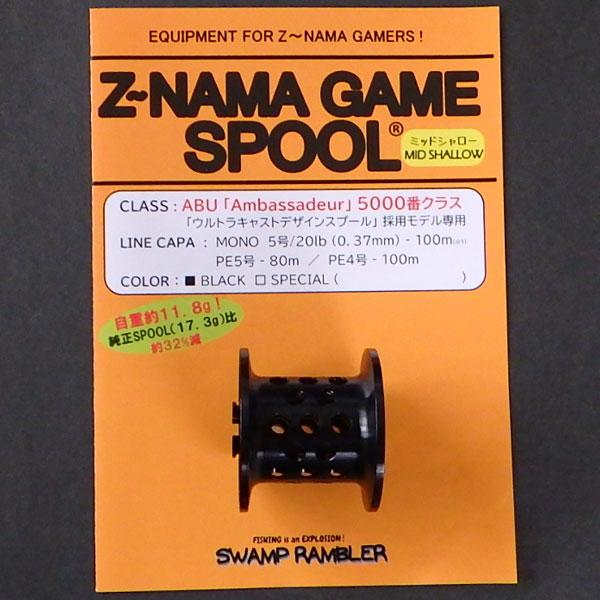 EQUIPMENT FOR Z～NAMA GAMERS！
Z~NAMA GAME
SPOOL®
ミッドシャロー
MID SHALLOW
CLASS : ABU「Ambassadeur」5000番クラス
「ウルトラキャストデザインスプール」採用モデル専用
LINE CAPA : MONO 5号/20lb (0.37mm) - 100m
PE5号 - 80m ／ PE4号 - 100m
COLOR : ■ BLACK □ SPECIAL ( )
自重約11.8g！
純正SPOOL(17.3g)比
約32%減
FISHING is an EXPLOSION!
SWAMP RAMBLER